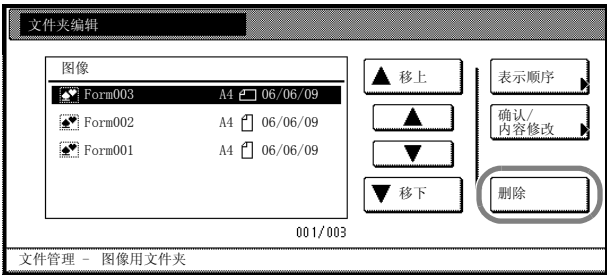 文件夹编辑
图像
Form003 A4 06/06/09
Form002 A4 06/06/09
Form001 A4 06/06/09
001/003
移上
移下
表示顺序
确认/
内容修改
删除
文件管理 - 图像用文件夹